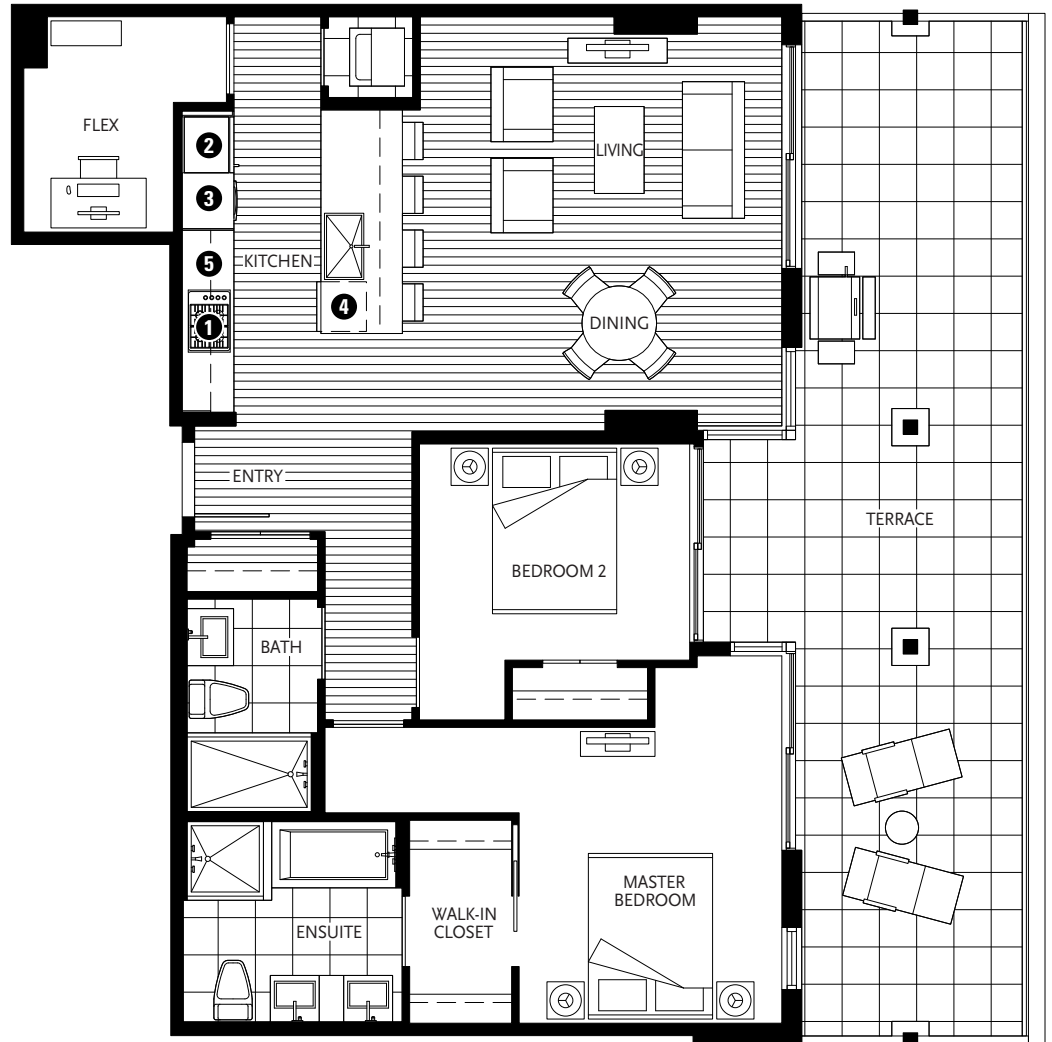 FLEX
2
3
5
1
KITCHEN
4
LIVING
DINING
ENTRY
BEDROOM 2
TERRACE
BATH
MASTER
BEDROOM
WALK-IN
CLOSET
ENSUITE